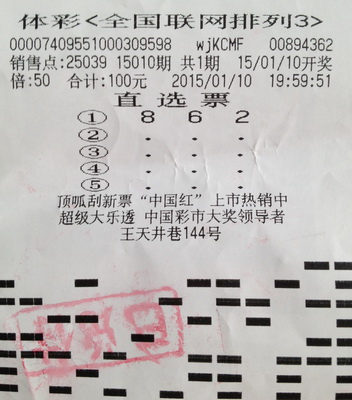 体彩<全国联网排列3>
00007409551000309598 wjKCMF 00894362
销售点:25039 15010期 共1期 15/01/10开奖
倍:50 合计:100元 2015/01/10 19:59:51
直选票
① 8 6 2
② . . .
③ . . .
④ . . .
⑤ . . .
顶呱刮新票“中国红”上市热销中
超级大乐透 中国彩市大奖领导者
王天井巷144号